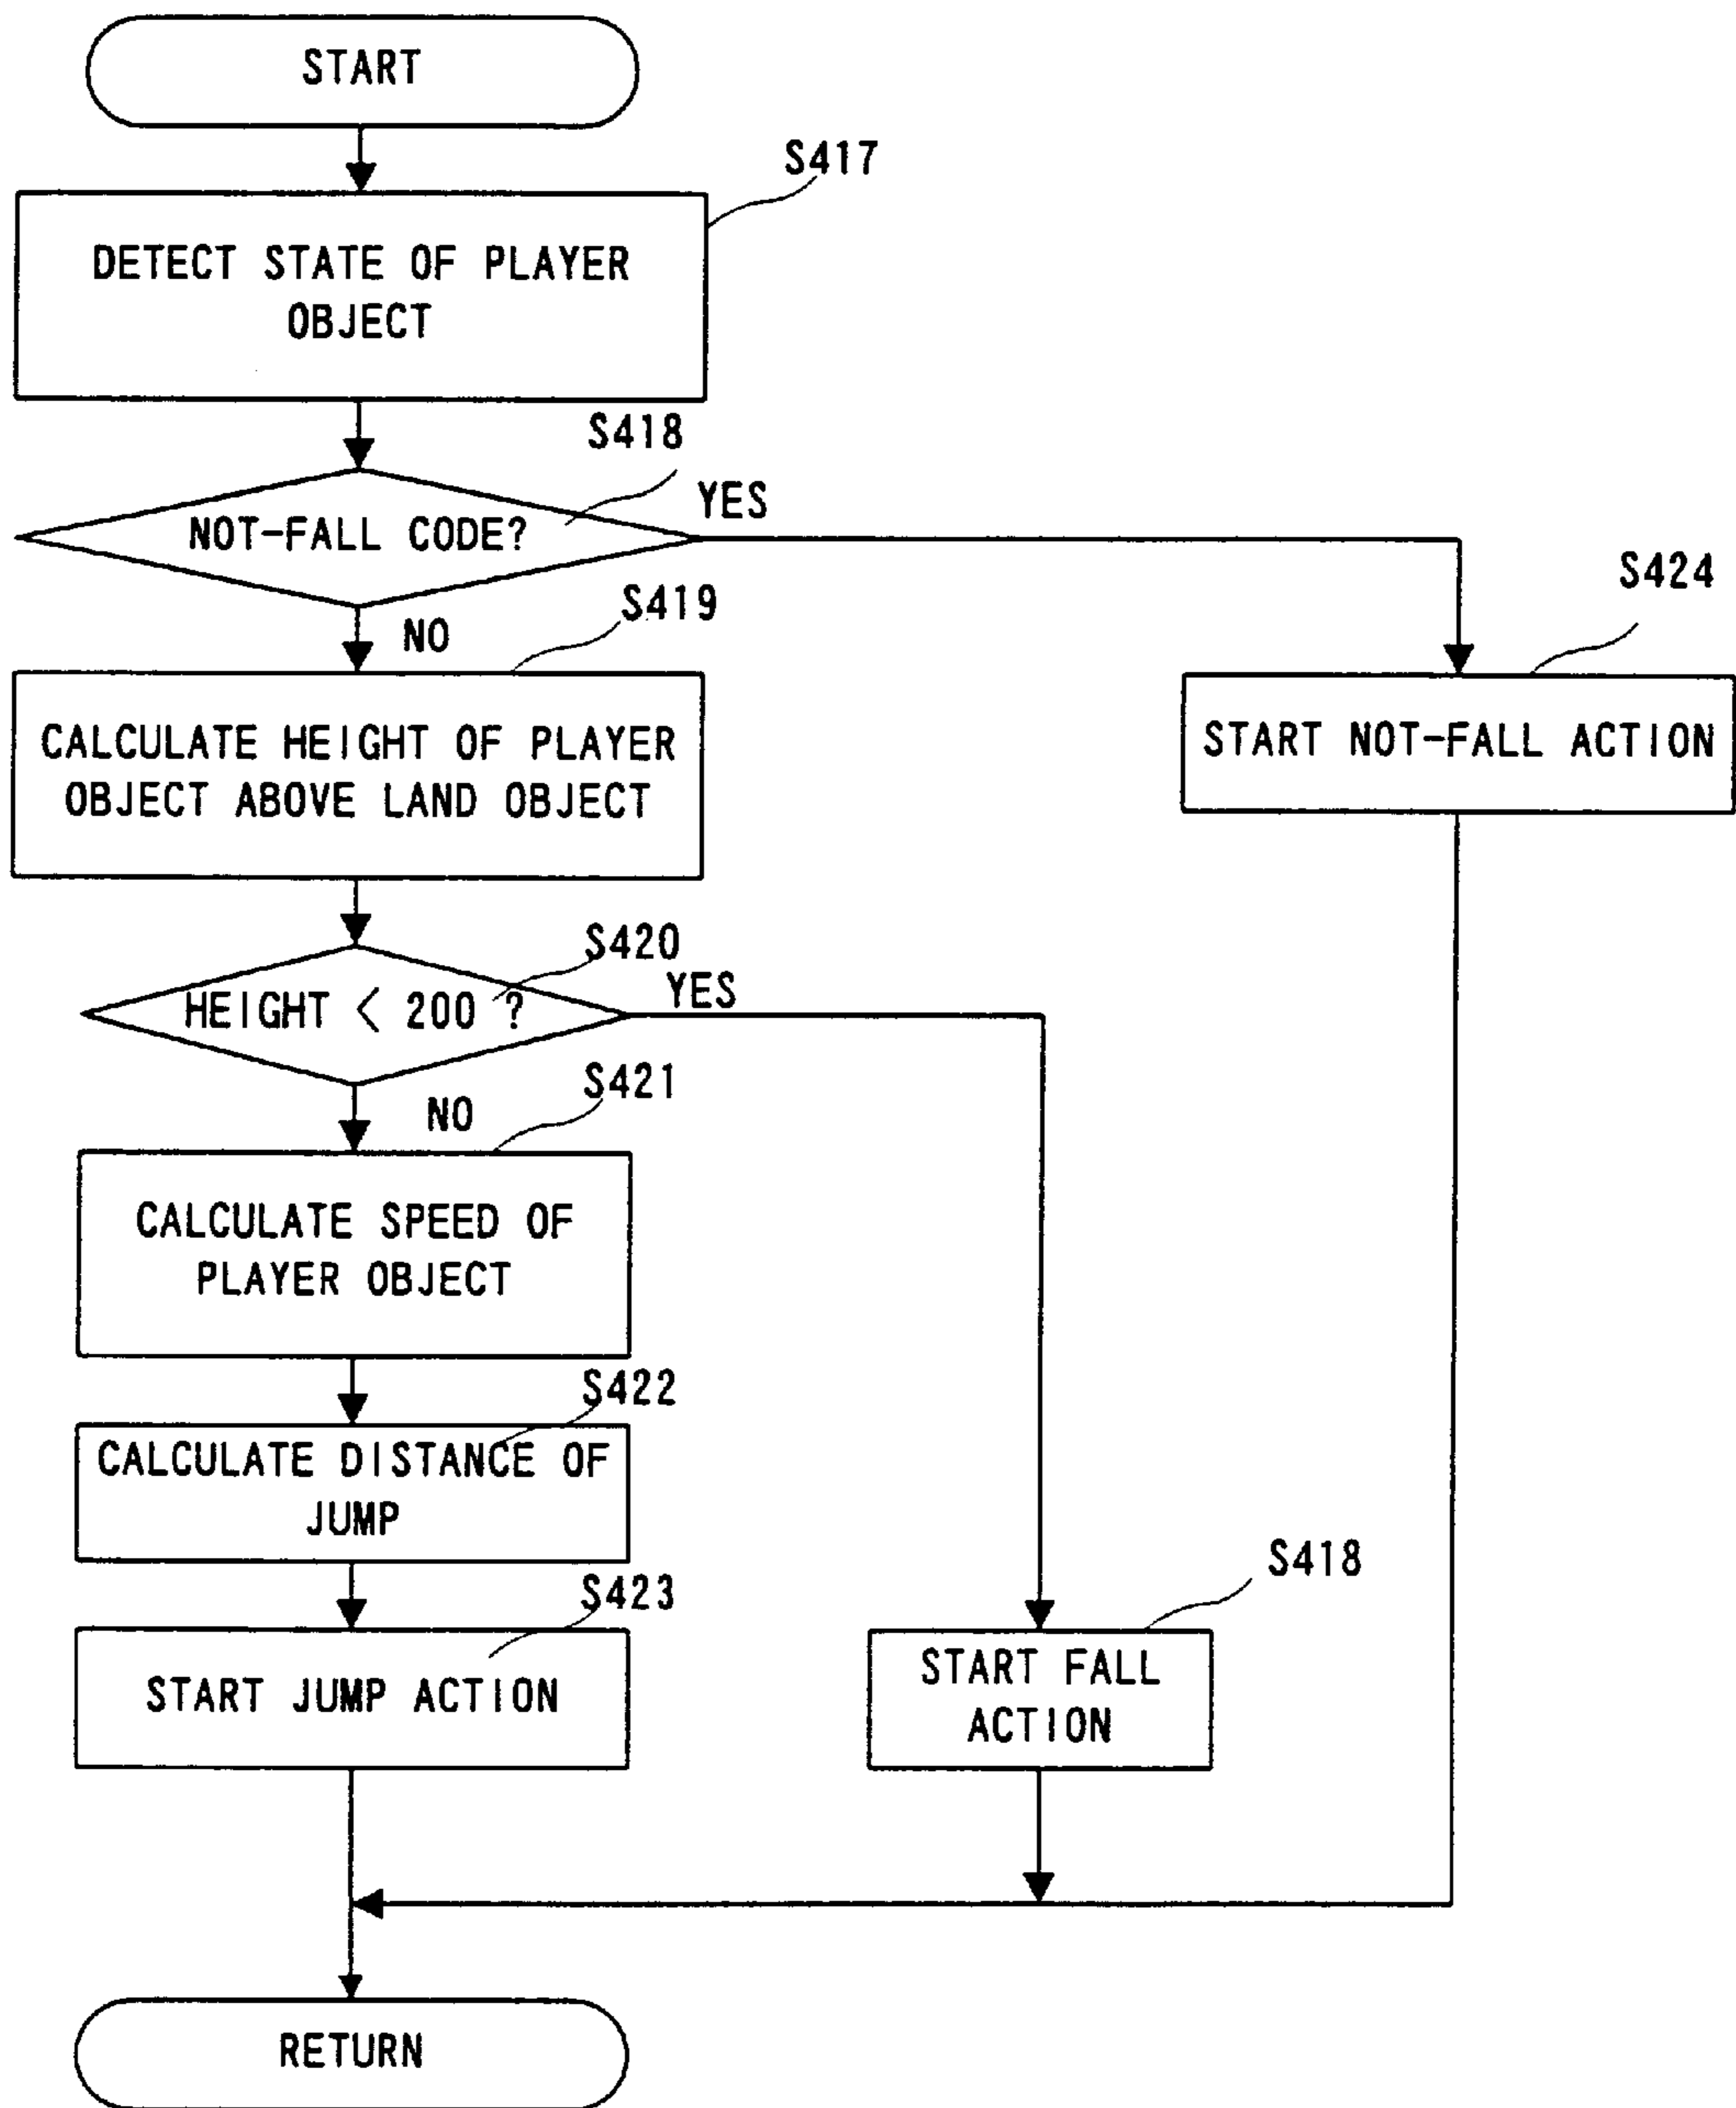 START
S417
DETECT STATE OF PLAYER
OBJECT
S418
NOT-FALL CODE?
YES
S424
S419
NO
CALCULATE HEIGHT OF PLAYER
OBJECT ABOVE LAND OBJECT
START NOT-FALL ACTION
S420
HEIGHT < 200 ?
YES
S421
NO
CALCULATE SPEED OF
PLAYER OBJECT
S422
CALCULATE DISTANCE OF
JUMP
S423
START JUMP ACTION
S418
START FALL
ACTION
RETURN